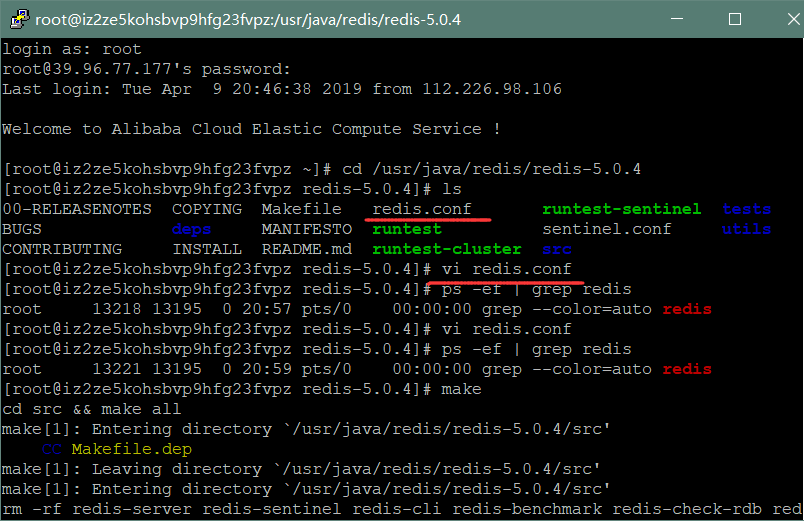 root@iz2ze5kohsbvp9hfg23fvpz:/usr/java/redis/redis-5.0.4
login as: root
root@39.96.77.177's password:
Last login: Tue Apr  9 20:46:38 2019 from 112.226.98.106
Welcome to Alibaba Cloud Elastic Compute Service !
[root@iz2ze5kohsbvp9hfg23fvpz ~]# cd /usr/java/redis/redis-5.0.4
[root@iz2ze5kohsbvp9hfg23fvpz redis-5.0.4]# ls
00-RELEASENOTES  COPYING  Makefile   redis.conf       runtest-sentinel  tests
BUGS             deps     MANIFESTO  runtest          sentinel.conf     utils
CONTRIBUTING     INSTALL  README.md  runtest-cluster  src
[root@iz2ze5kohsbvp9hfg23fvpz redis-5.0.4]# vi redis.conf
[root@iz2ze5kohsbvp9hfg23fvpz redis-5.0.4]# ps -ef | grep redis
root     13218 13195  0 20:57 pts/0    00:00:00 grep --color=auto redis
[root@iz2ze5kohsbvp9hfg23fvpz redis-5.0.4]# vi redis.conf
[root@iz2ze5kohsbvp9hfg23fvpz redis-5.0.4]# ps -ef | grep redis
root     13221 13195  0 20:59 pts/0    00:00:00 grep --color=auto redis
[root@iz2ze5kohsbvp9hfg23fvpz redis-5.0.4]# make
cd src && make all
make[1]: Entering directory `/usr/java/redis/redis-5.0.4/src'
    CC Makefile.dep
make[1]: Leaving directory `/usr/java/redis/redis-5.0.4/src'
make[1]: Entering directory `/usr/java/redis/redis-5.0.4/src'
rm -rf redis-server redis-sentinel redis-cli redis-benchmark redis-check-rdb red